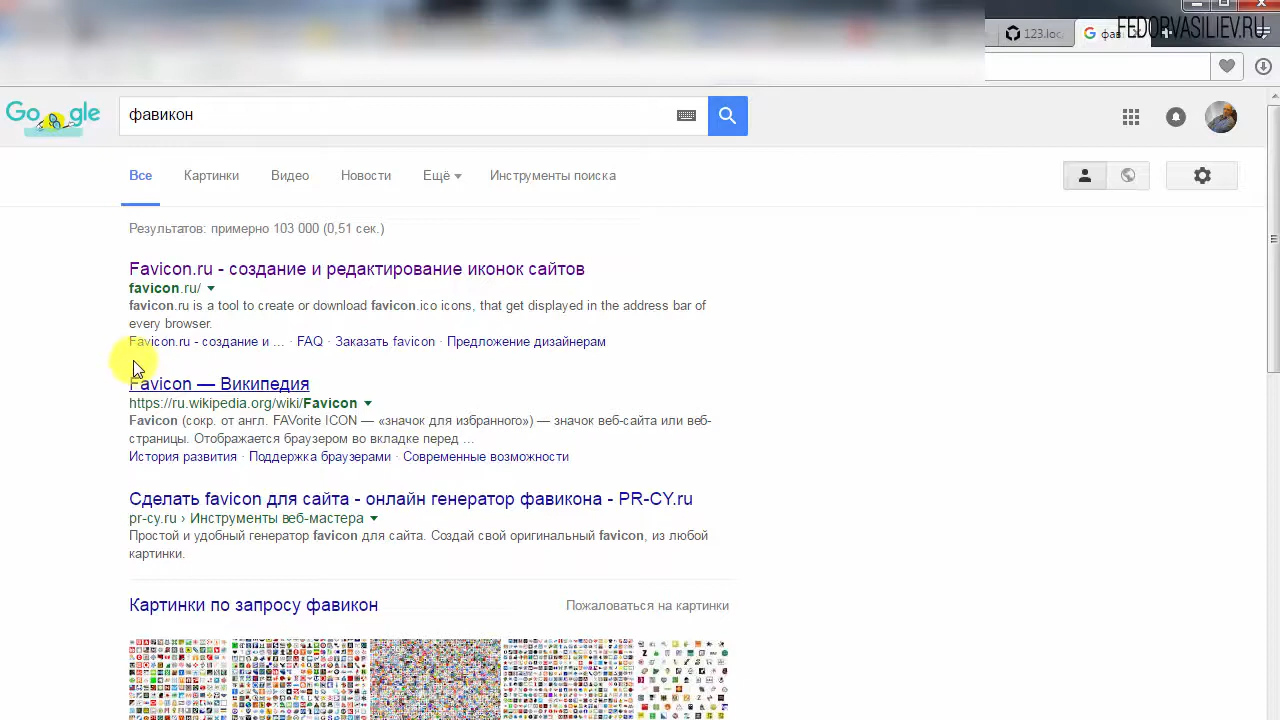 FEDORVASILIEV.RU
123.loc
фав
Google
фавикон
Все
Картинки
Видео
Новости
Ещё
Инструменты поиска
Результатов: примерно 103 000 (0,51 сек.)
Favicon.ru - создание и редактирование иконок сайтов
favicon.ru/
favicon.ru is a tool to create or download favicon.ico icons, that get displayed in the address bar of
every browser.
Favicon.ru - создание и ... · FAQ · Заказать favicon · Предложение дизайнерам
Favicon — Википедия
https://ru.wikipedia.org/wiki/Favicon
Favicon (сокр. от англ. FAVorite ICON — «значок для избранного») — значок веб-сайта или веб-
страницы. Отображается браузером во вкладке перед ...
История развития · Поддержка браузерами · Современные возможности
Сделать favicon для сайта - онлайн генератор фавикона - PR-CY.ru
pr-cy.ru › Инструменты веб-мастера
Простой и удобный генератор favicon для сайта. Создай свой оригинальный favicon, из любой
картинки.
Картинки по запросу фавикон
Пожаловаться на картинки